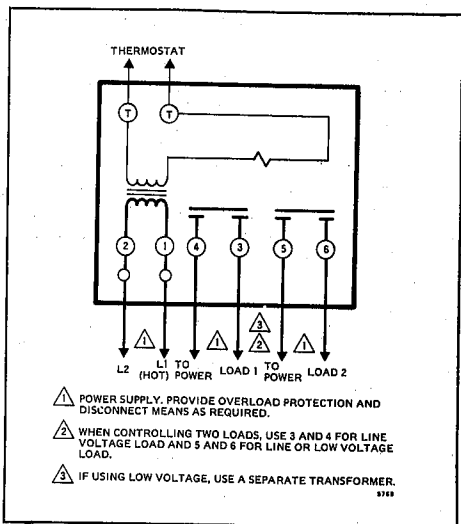 THERMOSTAT
T T
2 1 4 3 5 6
1 1 3 2 1
L2 L1 (HOT) TO POWER LOAD 1 TO POWER LOAD 2
1 POWER SUPPLY. PROVIDE OVERLOAD PROTECTION AND
DISCONNECT MEANS AS REQUIRED.
2 WHEN CONTROLLING TWO LOADS, USE 3 AND 4 FOR LINE
VOLTAGE LOAD AND 5 AND 6 FOR LINE OR LOW VOLTAGE
LOAD.
3 IF USING LOW VOLTAGE, USE A SEPARATE TRANSFORMER.
5769